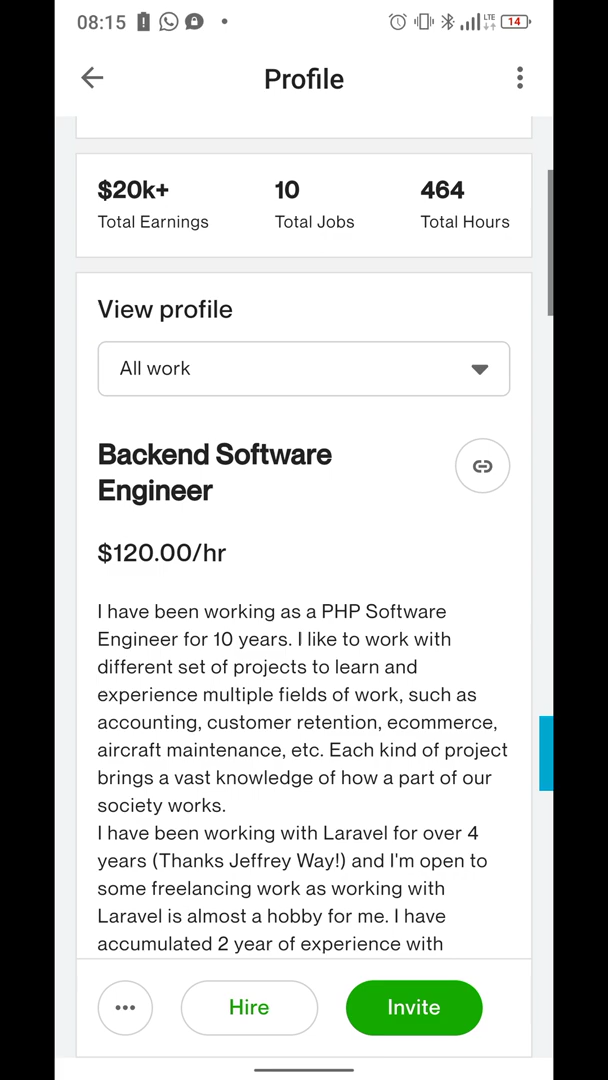 08:15
LTE
14
Profile
$20k+
10
464
Total Earnings
Total Jobs
Total Hours
View profile
All work
Backend Software
Engineer
$120.00/hr
I have been working as a PHP Software
Engineer for 10 years. I like to work with
different set of projects to learn and
experience multiple fields of work, such as
accounting, customer retention, ecommerce,
aircraft maintenance, etc. Each kind of project
brings a vast knowledge of how a part of our
society works.
I have been working with Laravel for over 4
years (Thanks Jeffrey Way!) and I'm open to
some freelancing work as working with
Laravel is almost a hobby for me. I have
accumulated 2 year of experience with
Hire
Invite